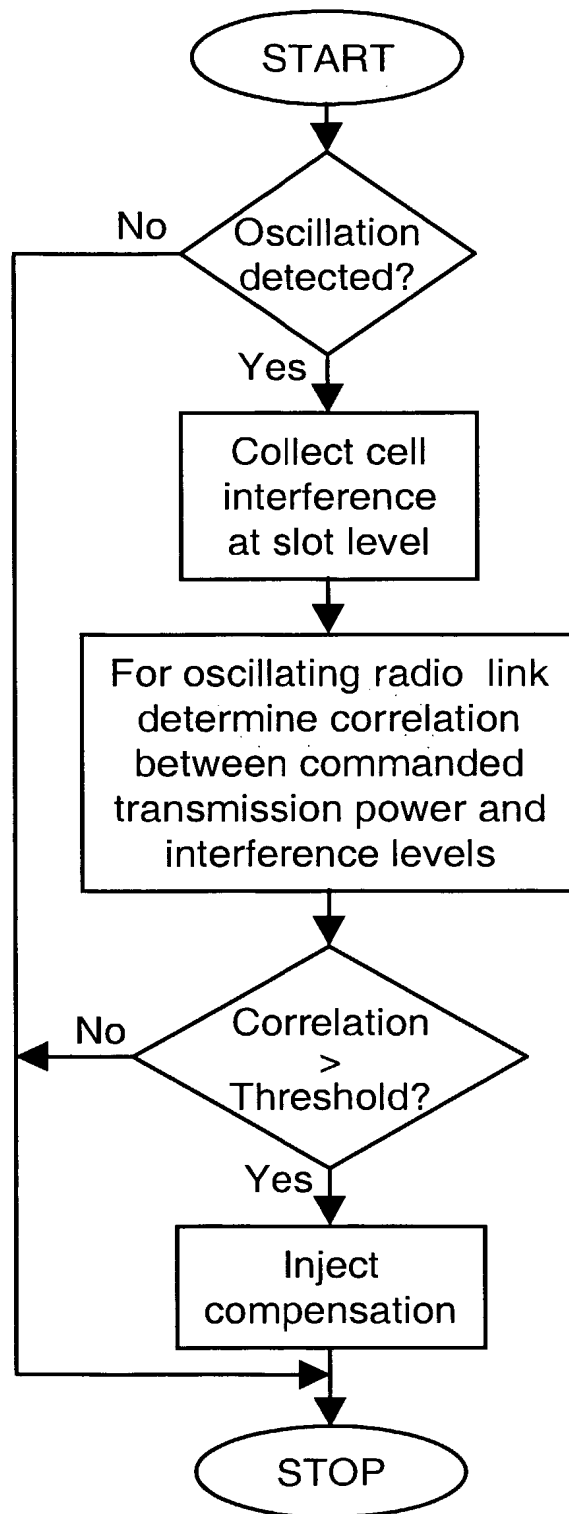 START
No
Oscillation
detected?
Yes
Collect cell
interference
at slot level
For oscillating radio link
determine correlation
between commanded
transmission power and
interference levels
No
Correlation
>
Threshold?
Yes
Inject
compensation
STOP